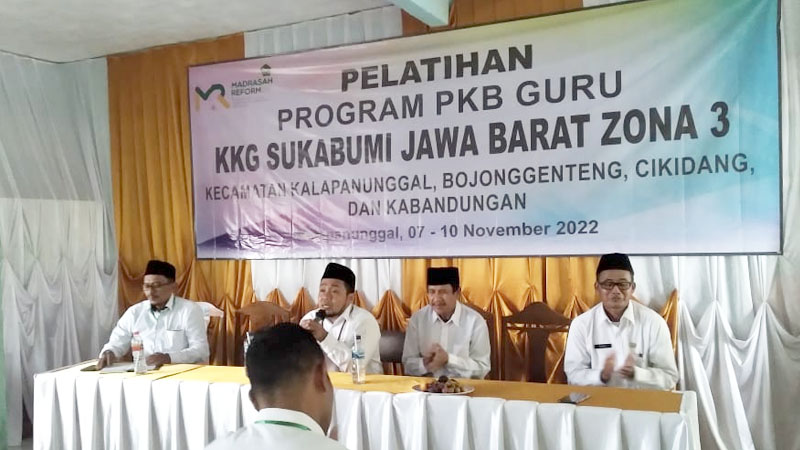 MADRASAH
REFORM
PELATIHAN
PROGRAM PKB GURU
KKG SUKABUMI JAWA BARAT ZONA 3
KECAMATAN KALAPANUNGGAL, BOJONGGENTENG, CIKIDANG,
DAN KABANDUNGAN
07 - 10 November 2022